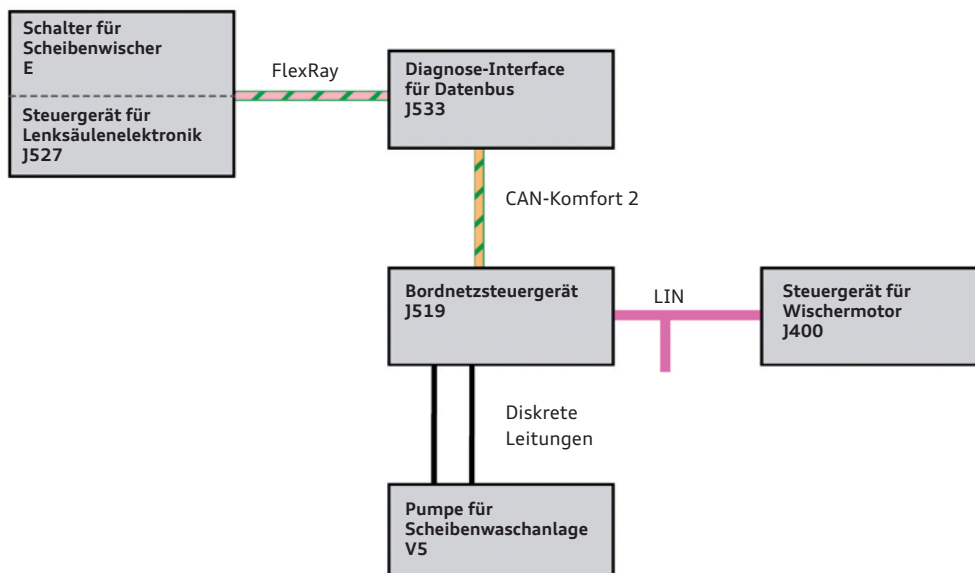 Schalter für
Scheibenwischer
E
Steuergerät für
Lenksäulenelektronik
J527
FlexRay
Diagnose-Interface
für Datenbus
J533
CAN-Komfort 2
Bordnetzsteuergerät
J519
LIN
Steuergerät für
Wischermotor
J400
Diskrete
Leitungen
Pumpe für
Scheibenwaschanlage
V5